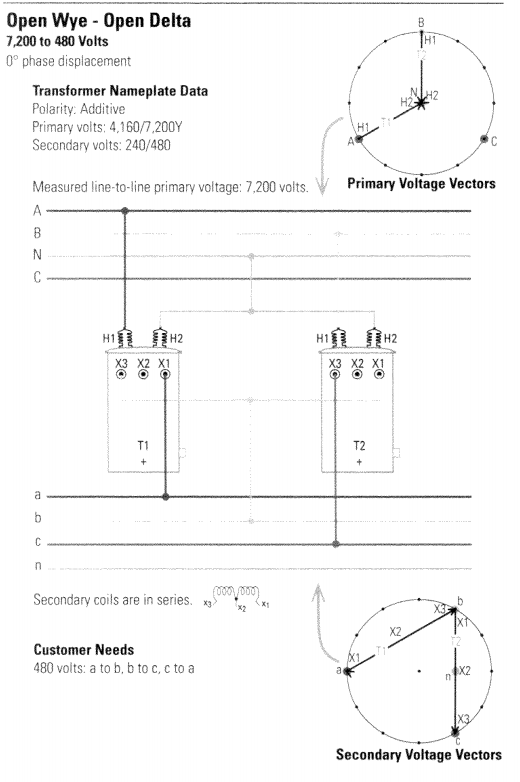 Open Wye - Open Delta
7,200 to 480 Volts
0° phase displacement
Transformer Nameplate Data
Polarity: Additive
Primary volts: 4,160/7,200Y
Secondary volts: 240/480
Measured line-to-line primary voltage: 7,200 volts.
B
H1
T2
N
H2
H2
H1
T1
A
C
Primary Voltage Vectors
A
B
N
C
H1
H2
H1
H2
X3 X2 X1
X3 X2 X1
T1
+
T2
+
a
b
c
n
Secondary coils are in series.
X3
X2
X1
Customer Needs
480 volts: a to b, b to c, c to a
b
X3
X1
X2
T2
X1
T1
a
n
X2
X3
c
Secondary Voltage Vectors